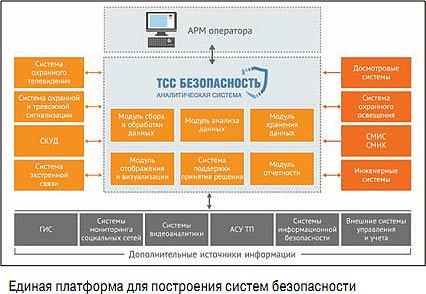 АРМ оператора
ТСС БЕЗОПАСНОСТЬ
АНАЛИТИЧЕСКАЯ СИСТЕМА
Система
охранного
телевидения
Система охранной
и тревожной
сигнализации
СКУД
Система
экстренной
связи
Модуль сбора
и обработки
данных
Модуль анализа
данных
Модуль
хранения
данных
Модуль
отображения
и визуализации
Система
поддержки
принятия решения
Модуль
отчетности
Досмотровые
системы
Система
охранного
освещения
СМИС
СМИК
Инженерные
системы
ГИС
Системы
мониторинга
социальных сетей
Системы
видеоаналитики
АСУ ТП
Системы
информационной
безопасности
Внешние системы
управления
и учета
Дополнительные источники информации
Единая платформа для построения систем безопасности